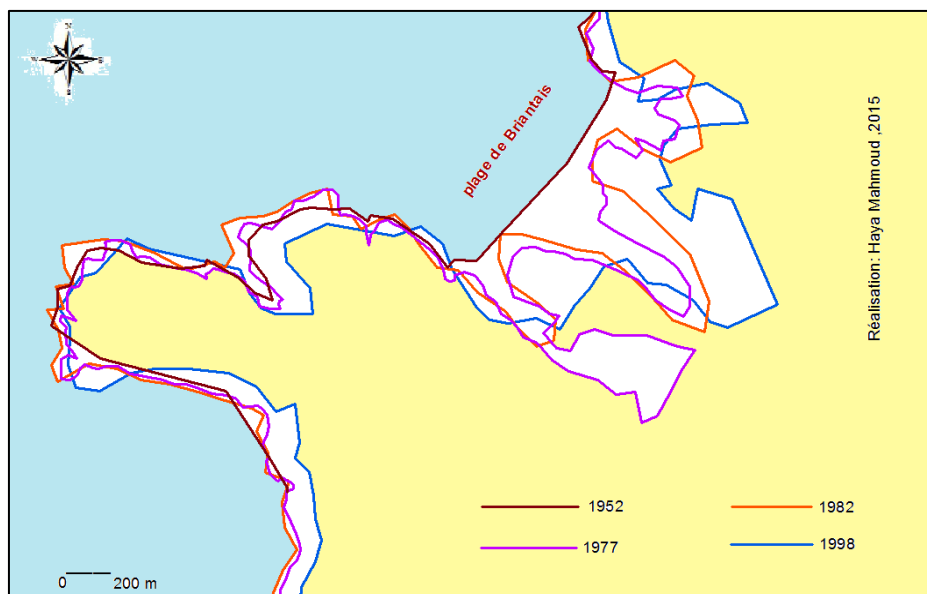 N
plage de Briantais
Réalisation: Haya Mahmoud ,2015
1952
1982
1977
1998
0 200 m